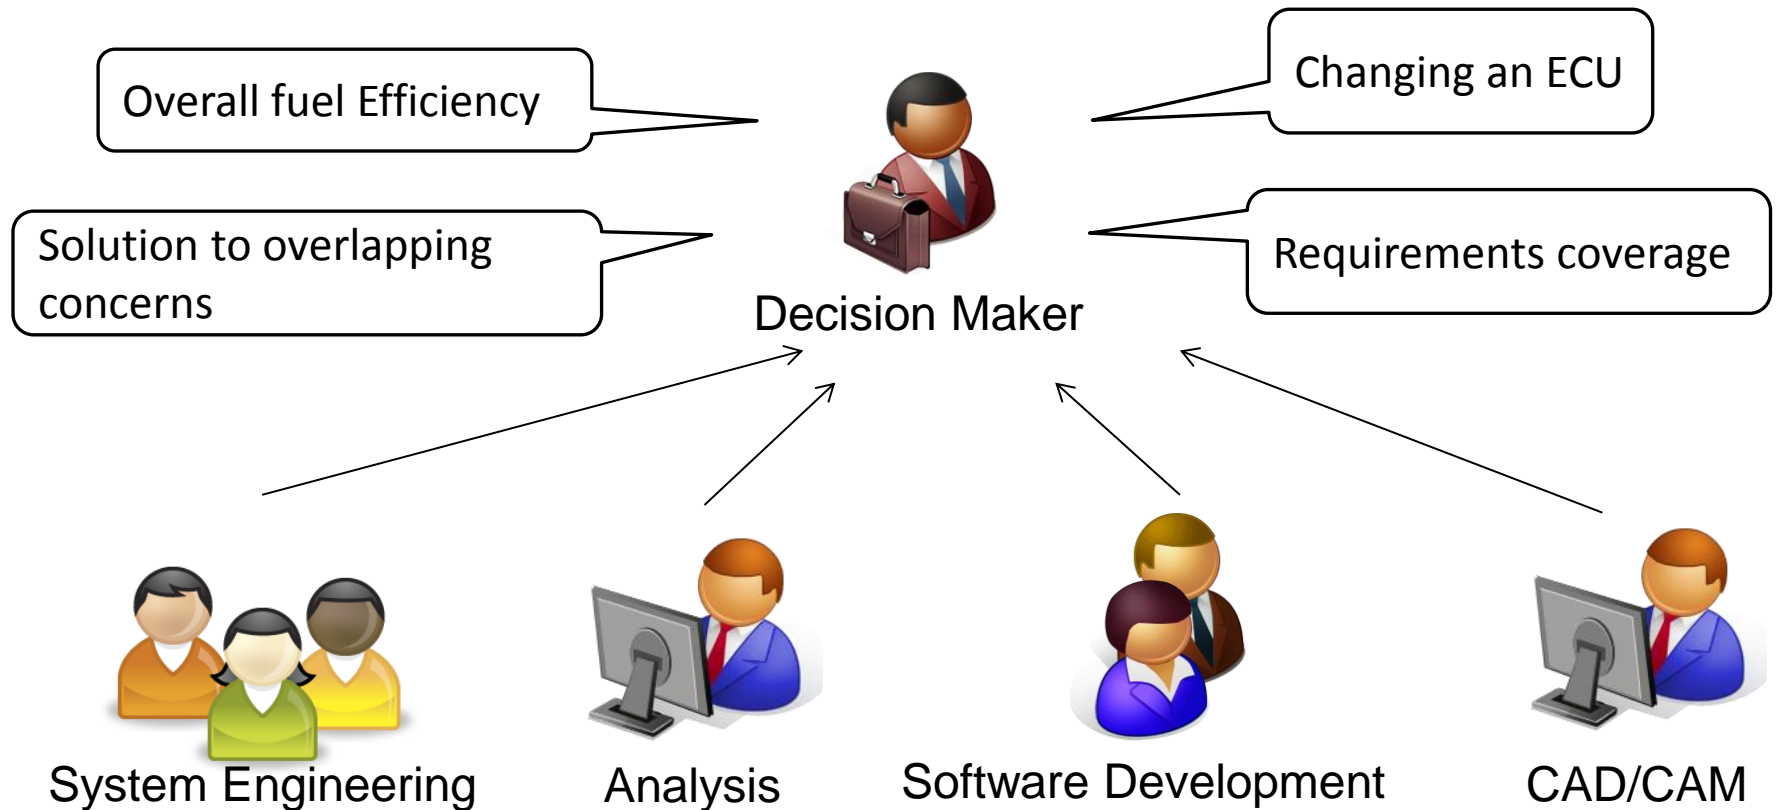 Overall fuel Efficiency
Changing an ECU
Solution to overlapping
concerns
Requirements coverage
Decision Maker
System Engineering
Analysis
Software Development
CAD/CAM